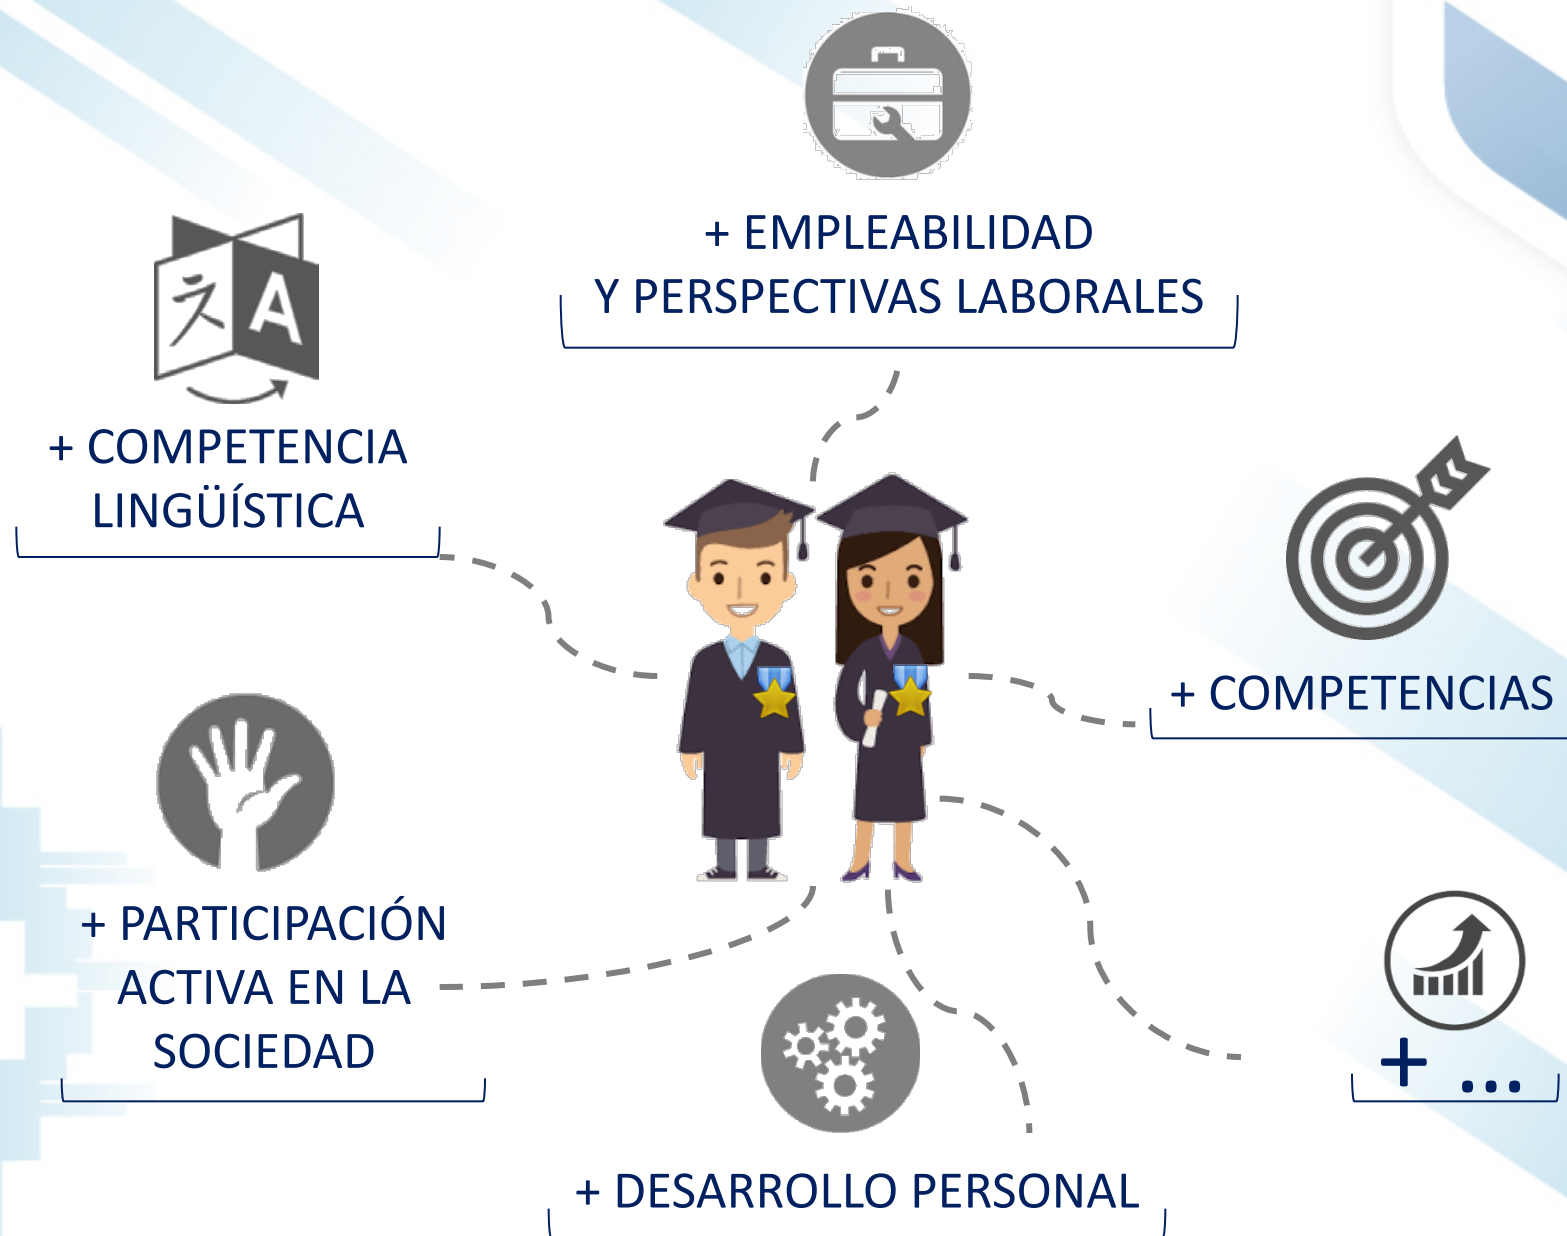 + EMPLEABILIDAD
Y PERSPECTIVAS LABORALES
+ COMPETENCIA
LINGÜÍSTICA
+ COMPETENCIAS
+ PARTICIPACIÓN
ACTIVA EN LA
SOCIEDAD
+ ...
+ DESARROLLO PERSONAL